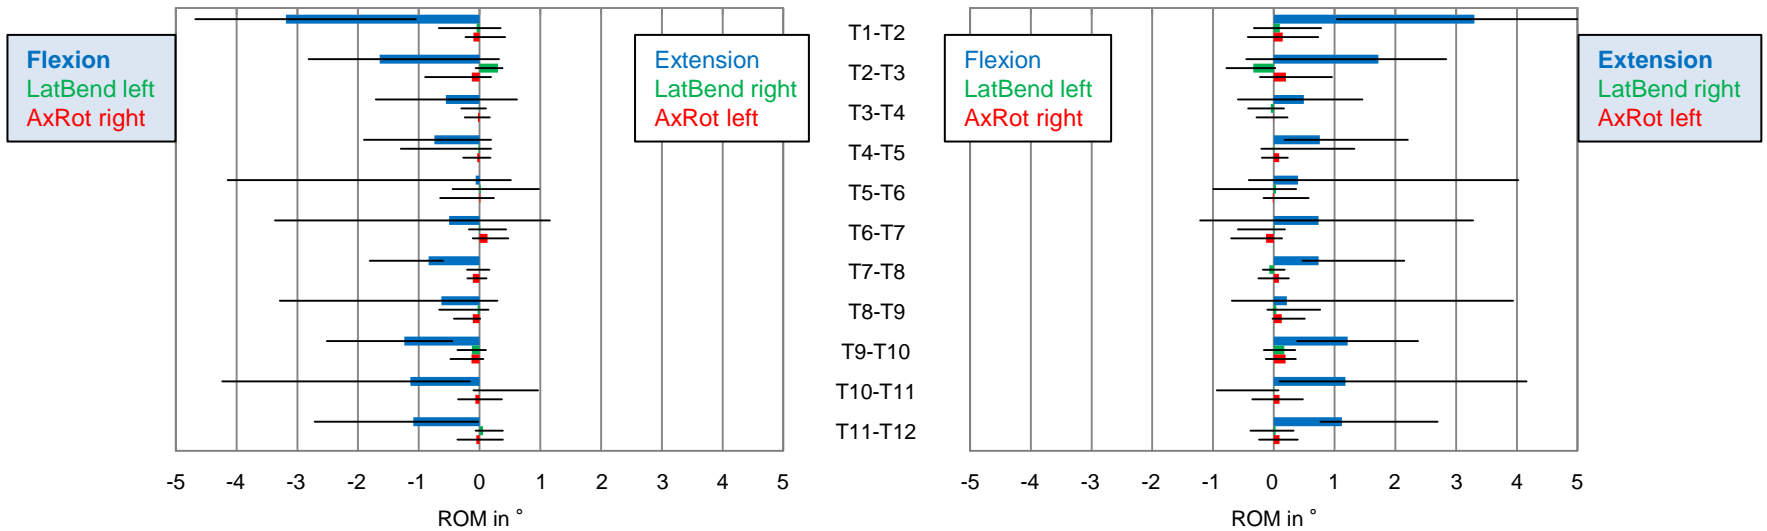 Flexion
LatBend left
AxRot right
Extension
LatBend right
AxRot left
T1-T2
T2-T3
T3-T4
T4-T5
T5-T6
T6-T7
T7-T8
T8-T9
T9-T10
T10-T11
T11-T12
Flexion
LatBend left
AxRot right
Extension
LatBend right
AxRot left
-5 -4 -3 -2 -1 0 1 2 3 4 5
ROM in °
-5 -4 -3 -2 -1 0 1 2 3 4 5
ROM in °